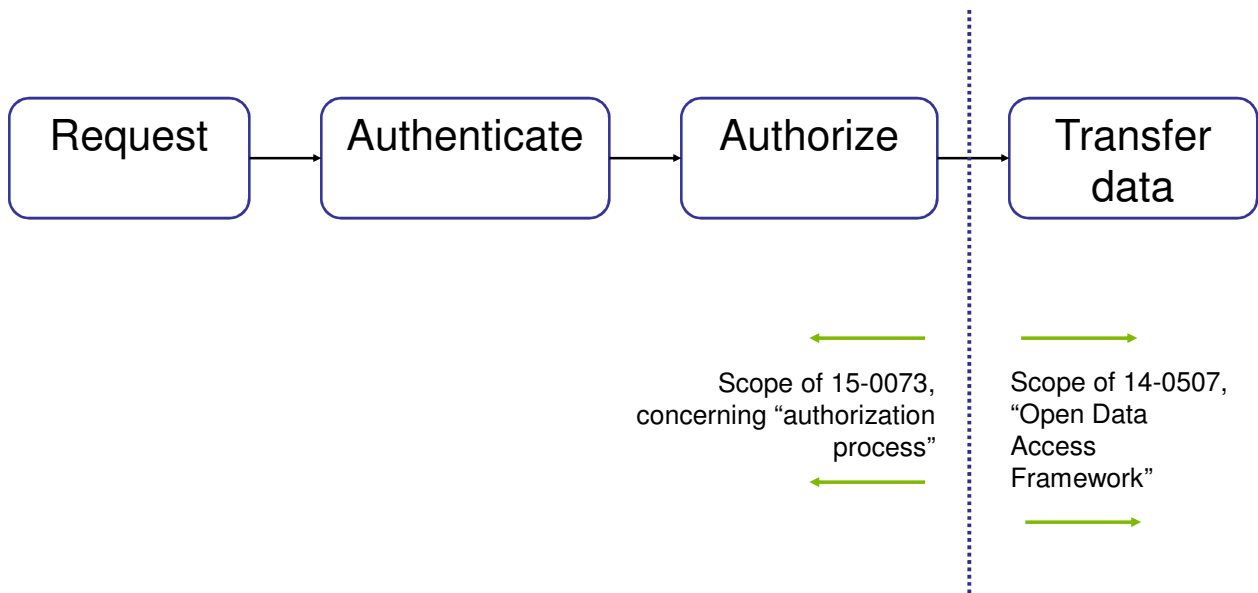 Request
Authenticate
Authorize
Transfer
data
Scope of 15-0073,
concerning “authorization
process”
Scope of 14-0507,
“Open Data
Access
Framework”